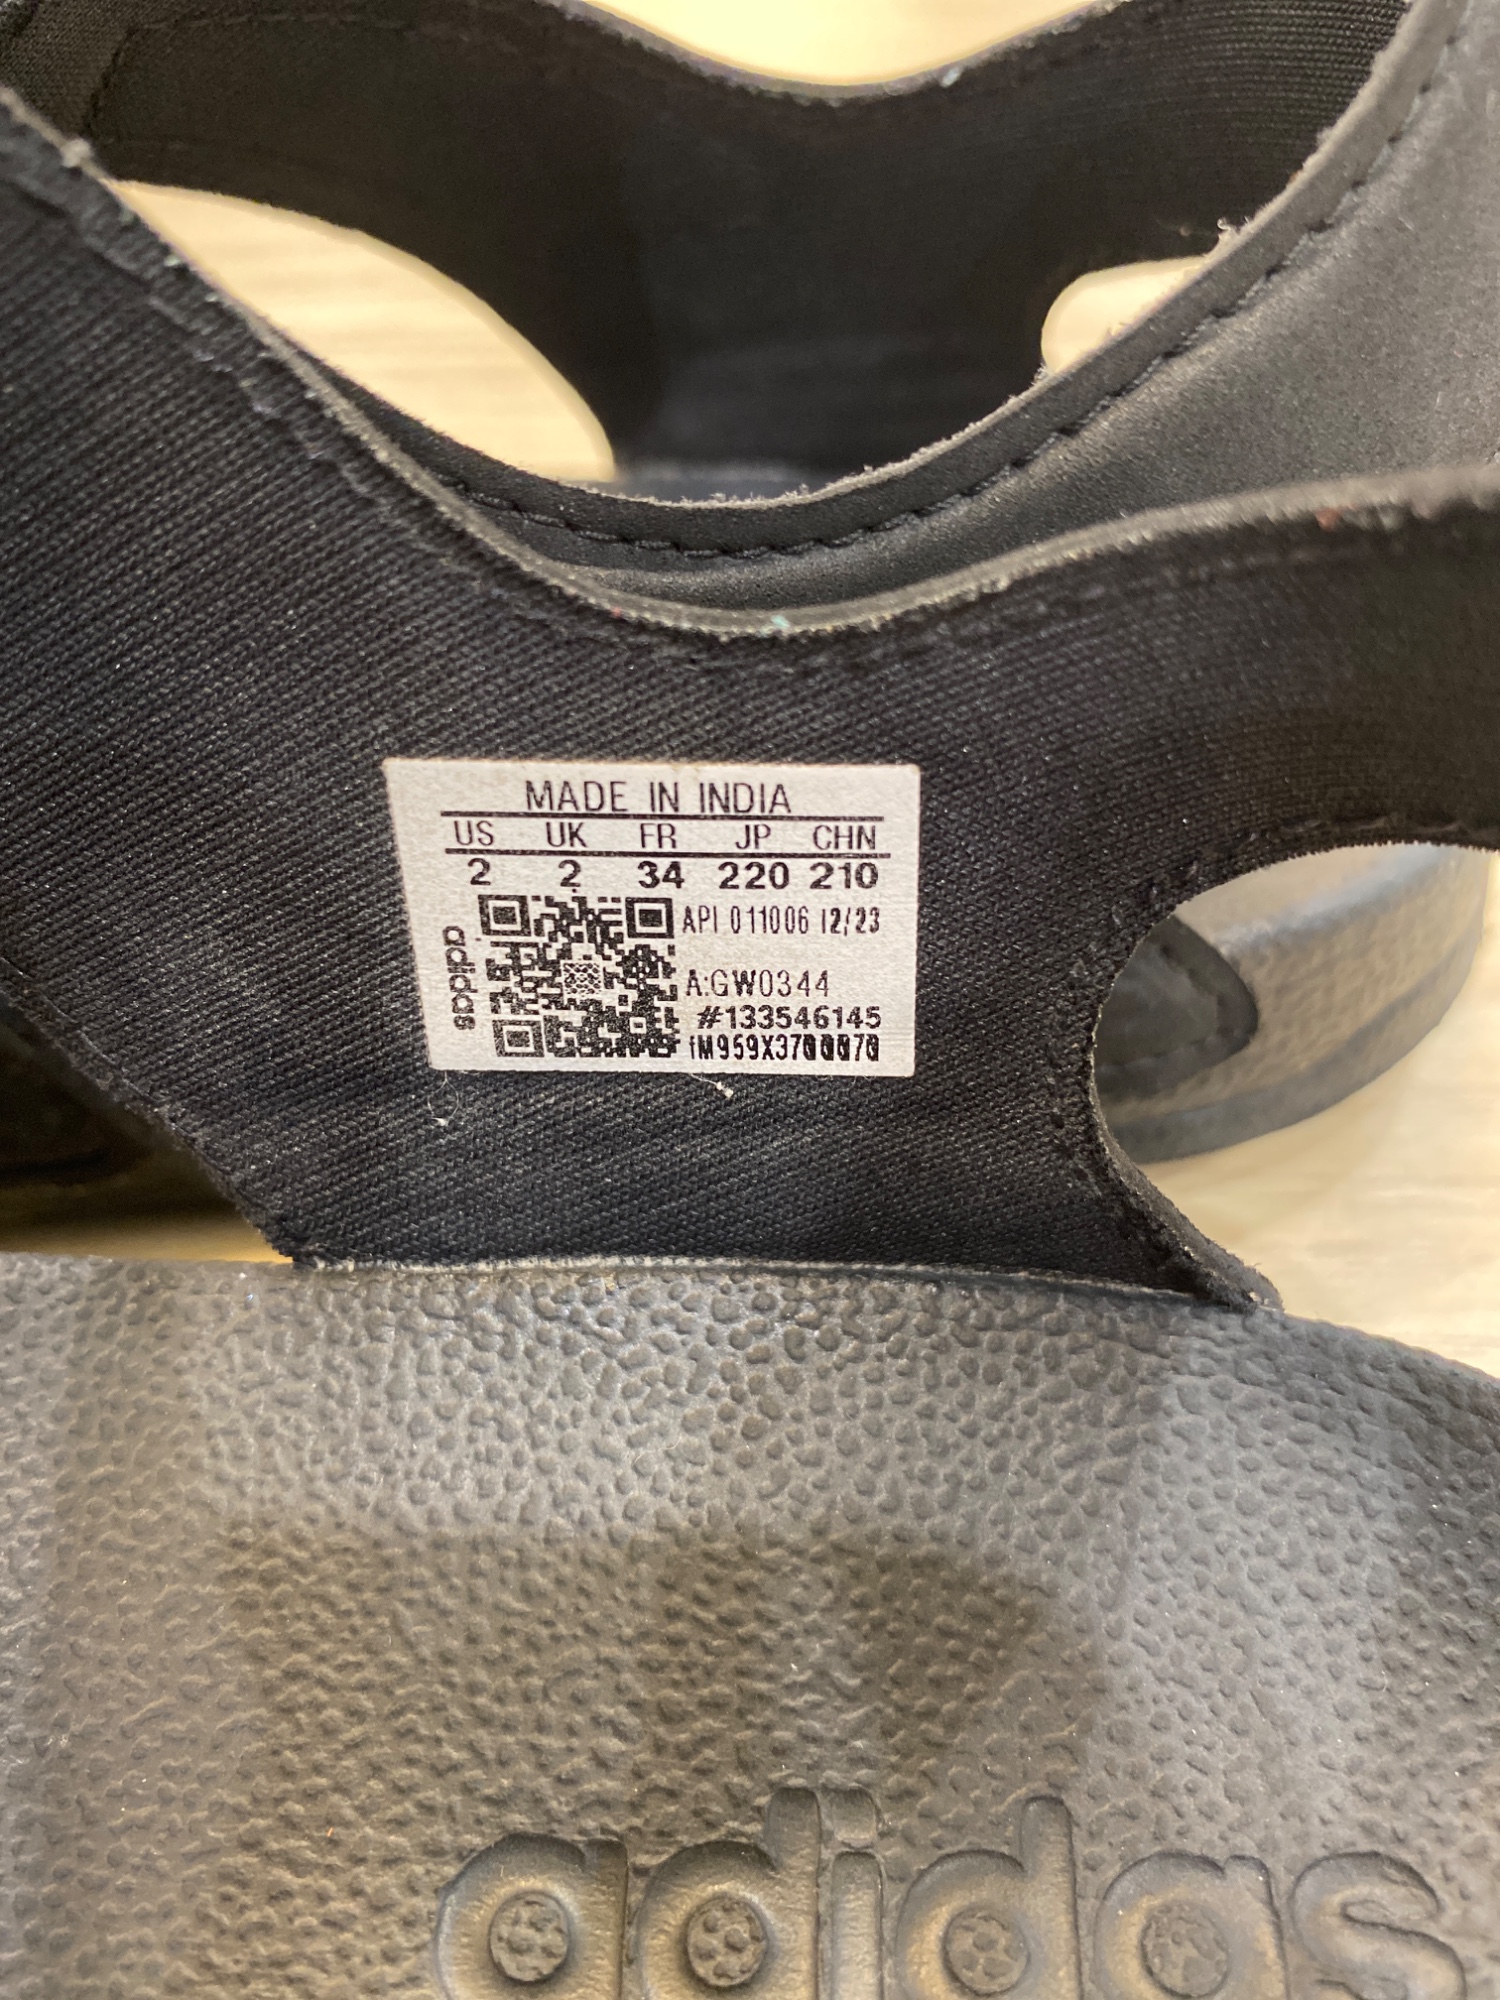 MADE IN INDIA
US UK FR JP CHN
2 2 34 220 210
API 011006 12/23
adidas
A:GW0344
#133546145
adidas